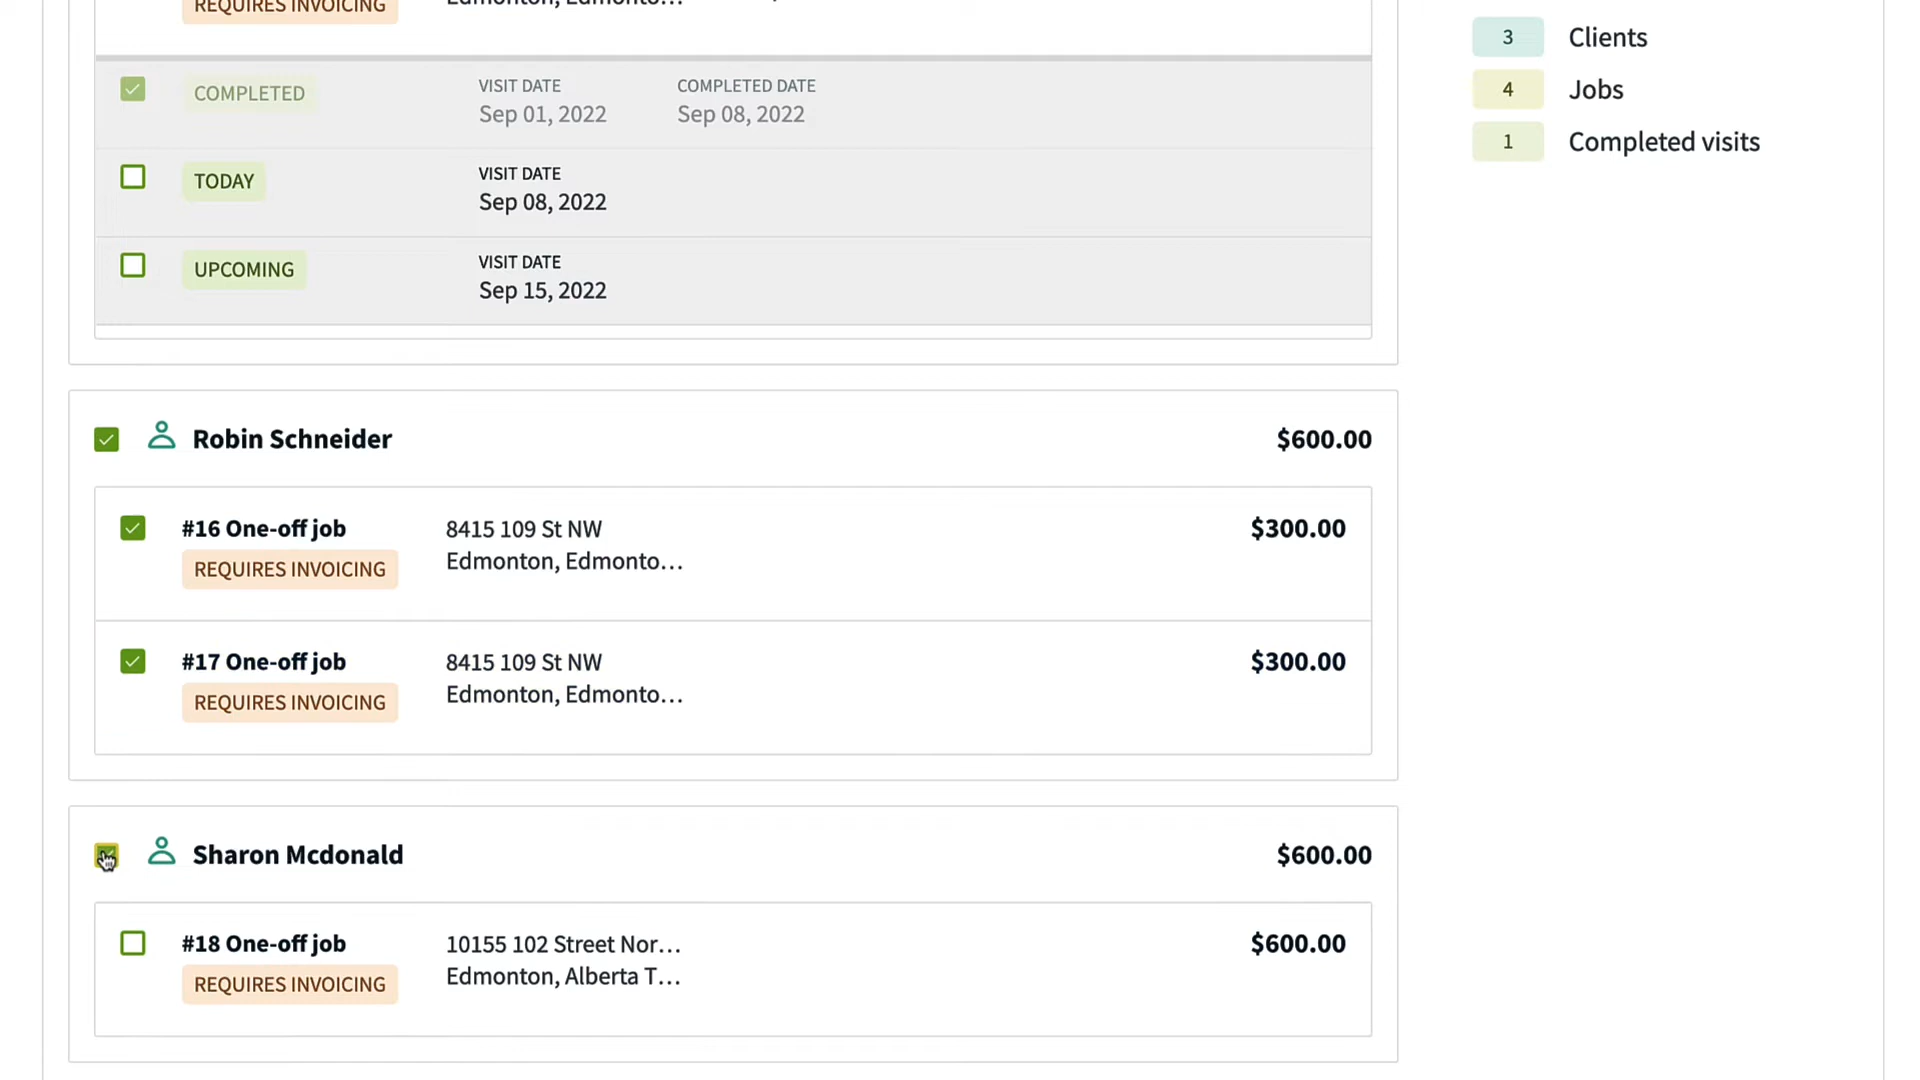 REQUIRES INVOICING
Edmonton, Edmonto...
COMPLETED
VISIT DATE
Sep 01, 2022
COMPLETED DATE
Sep 08, 2022
TODAY
VISIT DATE
Sep 08, 2022
UPCOMING
VISIT DATE
Sep 15, 2022
Robin Schneider
$600.00
#16 One-off job
8415 109 St NW
$300.00
REQUIRES INVOICING
Edmonton, Edmonto...
#17 One-off job
8415 109 St NW
$300.00
REQUIRES INVOICING
Edmonton, Edmonto...
Sharon Mcdonald
$600.00
#18 One-off job
10155 102 Street Nor...
$600.00
REQUIRES INVOICING
Edmonton, Alberta T...
3 Clients
4 Jobs
1 Completed visits